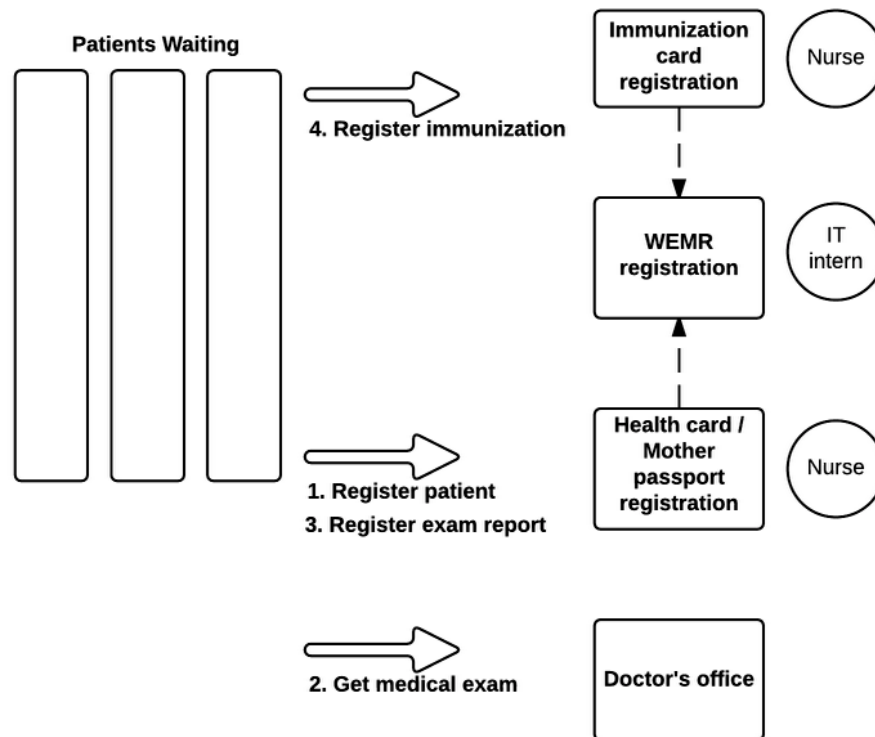 Patients Waiting
4. Register immunization
1. Register patient
3. Register exam report
2. Get medical exam
Immunization
card
registration
Nurse
WEMR
registration
IT
intern
Health card /
Mother
passport
registration
Nurse
Doctor's office